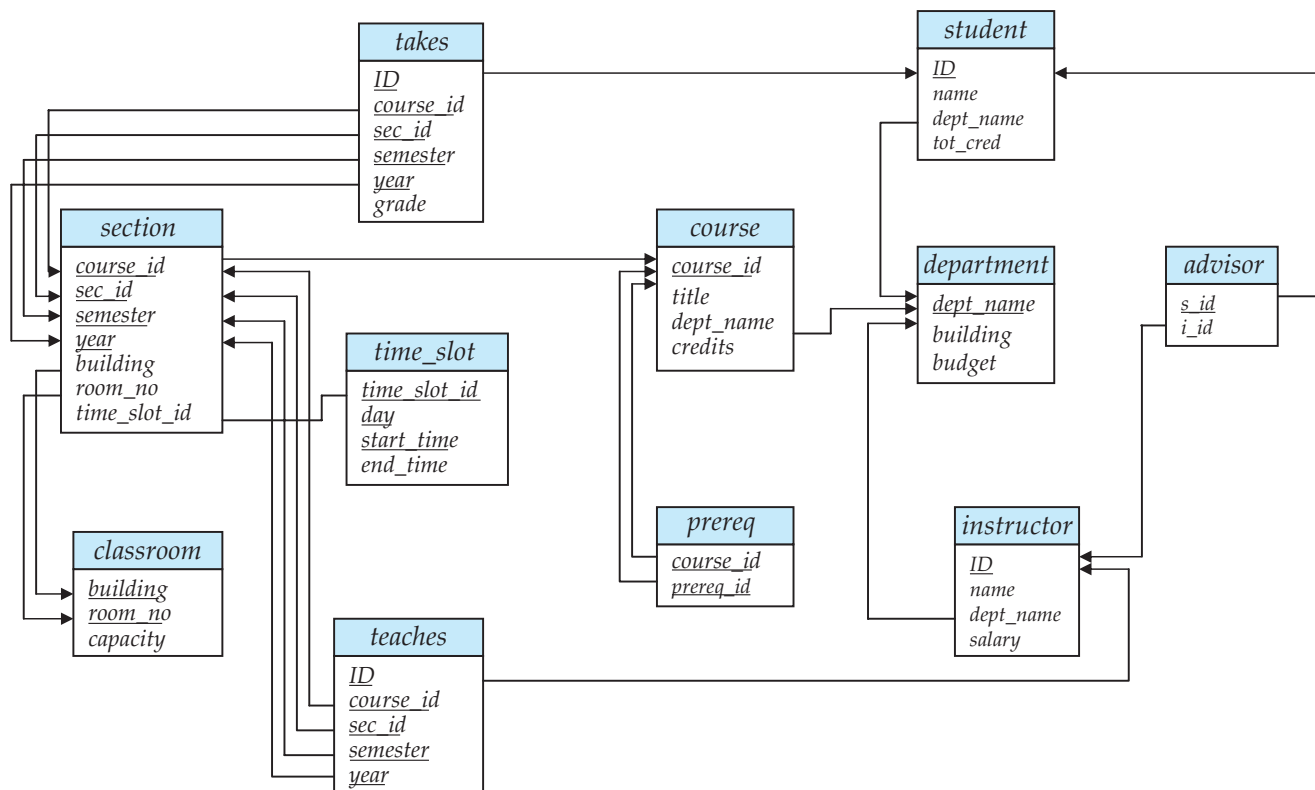 takes
ID
course_id
sec_id
semester
year
grade
student
ID
name
dept_name
tot_cred
section
course_id
sec_id
semester
year
building
room_no
time_slot_id
course
course_id
title
dept_name
credits
department
dept_name
building
budget
advisor
s_id
i_id
time_slot
time_slot_id
day
start_time
end_time
classroom
building
room_no
capacity
prereq
course_id
prereq_id
instructor
ID
name
dept_name
salary
teaches
ID
course_id
sec_id
semester
year